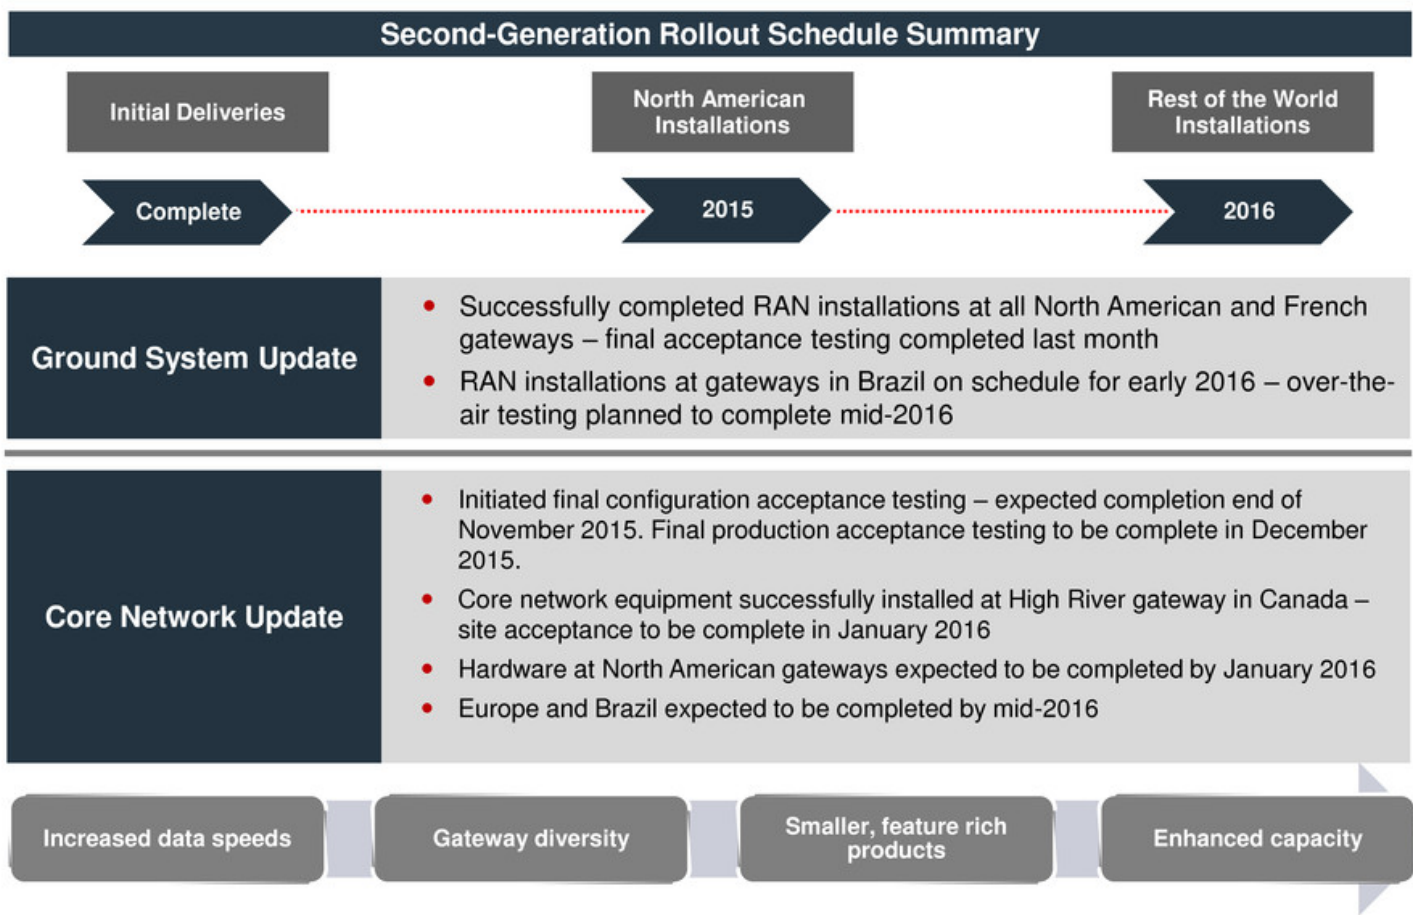 Second-Generation Rollout Schedule Summary
Initial Deliveries
North American
Installations
Rest of the World
Installations
Complete
2015
2016
Ground System Update
• Successfully completed RAN installations at all North American and French
gateways – final acceptance testing completed last month
• RAN installations at gateways in Brazil on schedule for early 2016 – over-the-
air testing planned to complete mid-2016
Core Network Update
• Initiated final configuration acceptance testing – expected completion end of
November 2015. Final production acceptance testing to be complete in December
2015.
• Core network equipment successfully installed at High River gateway in Canada –
site acceptance to be complete in January 2016
• Hardware at North American gateways expected to be completed by January 2016
• Europe and Brazil expected to be completed by mid-2016
Increased data speeds
Gateway diversity
Smaller, feature rich
products
Enhanced capacity